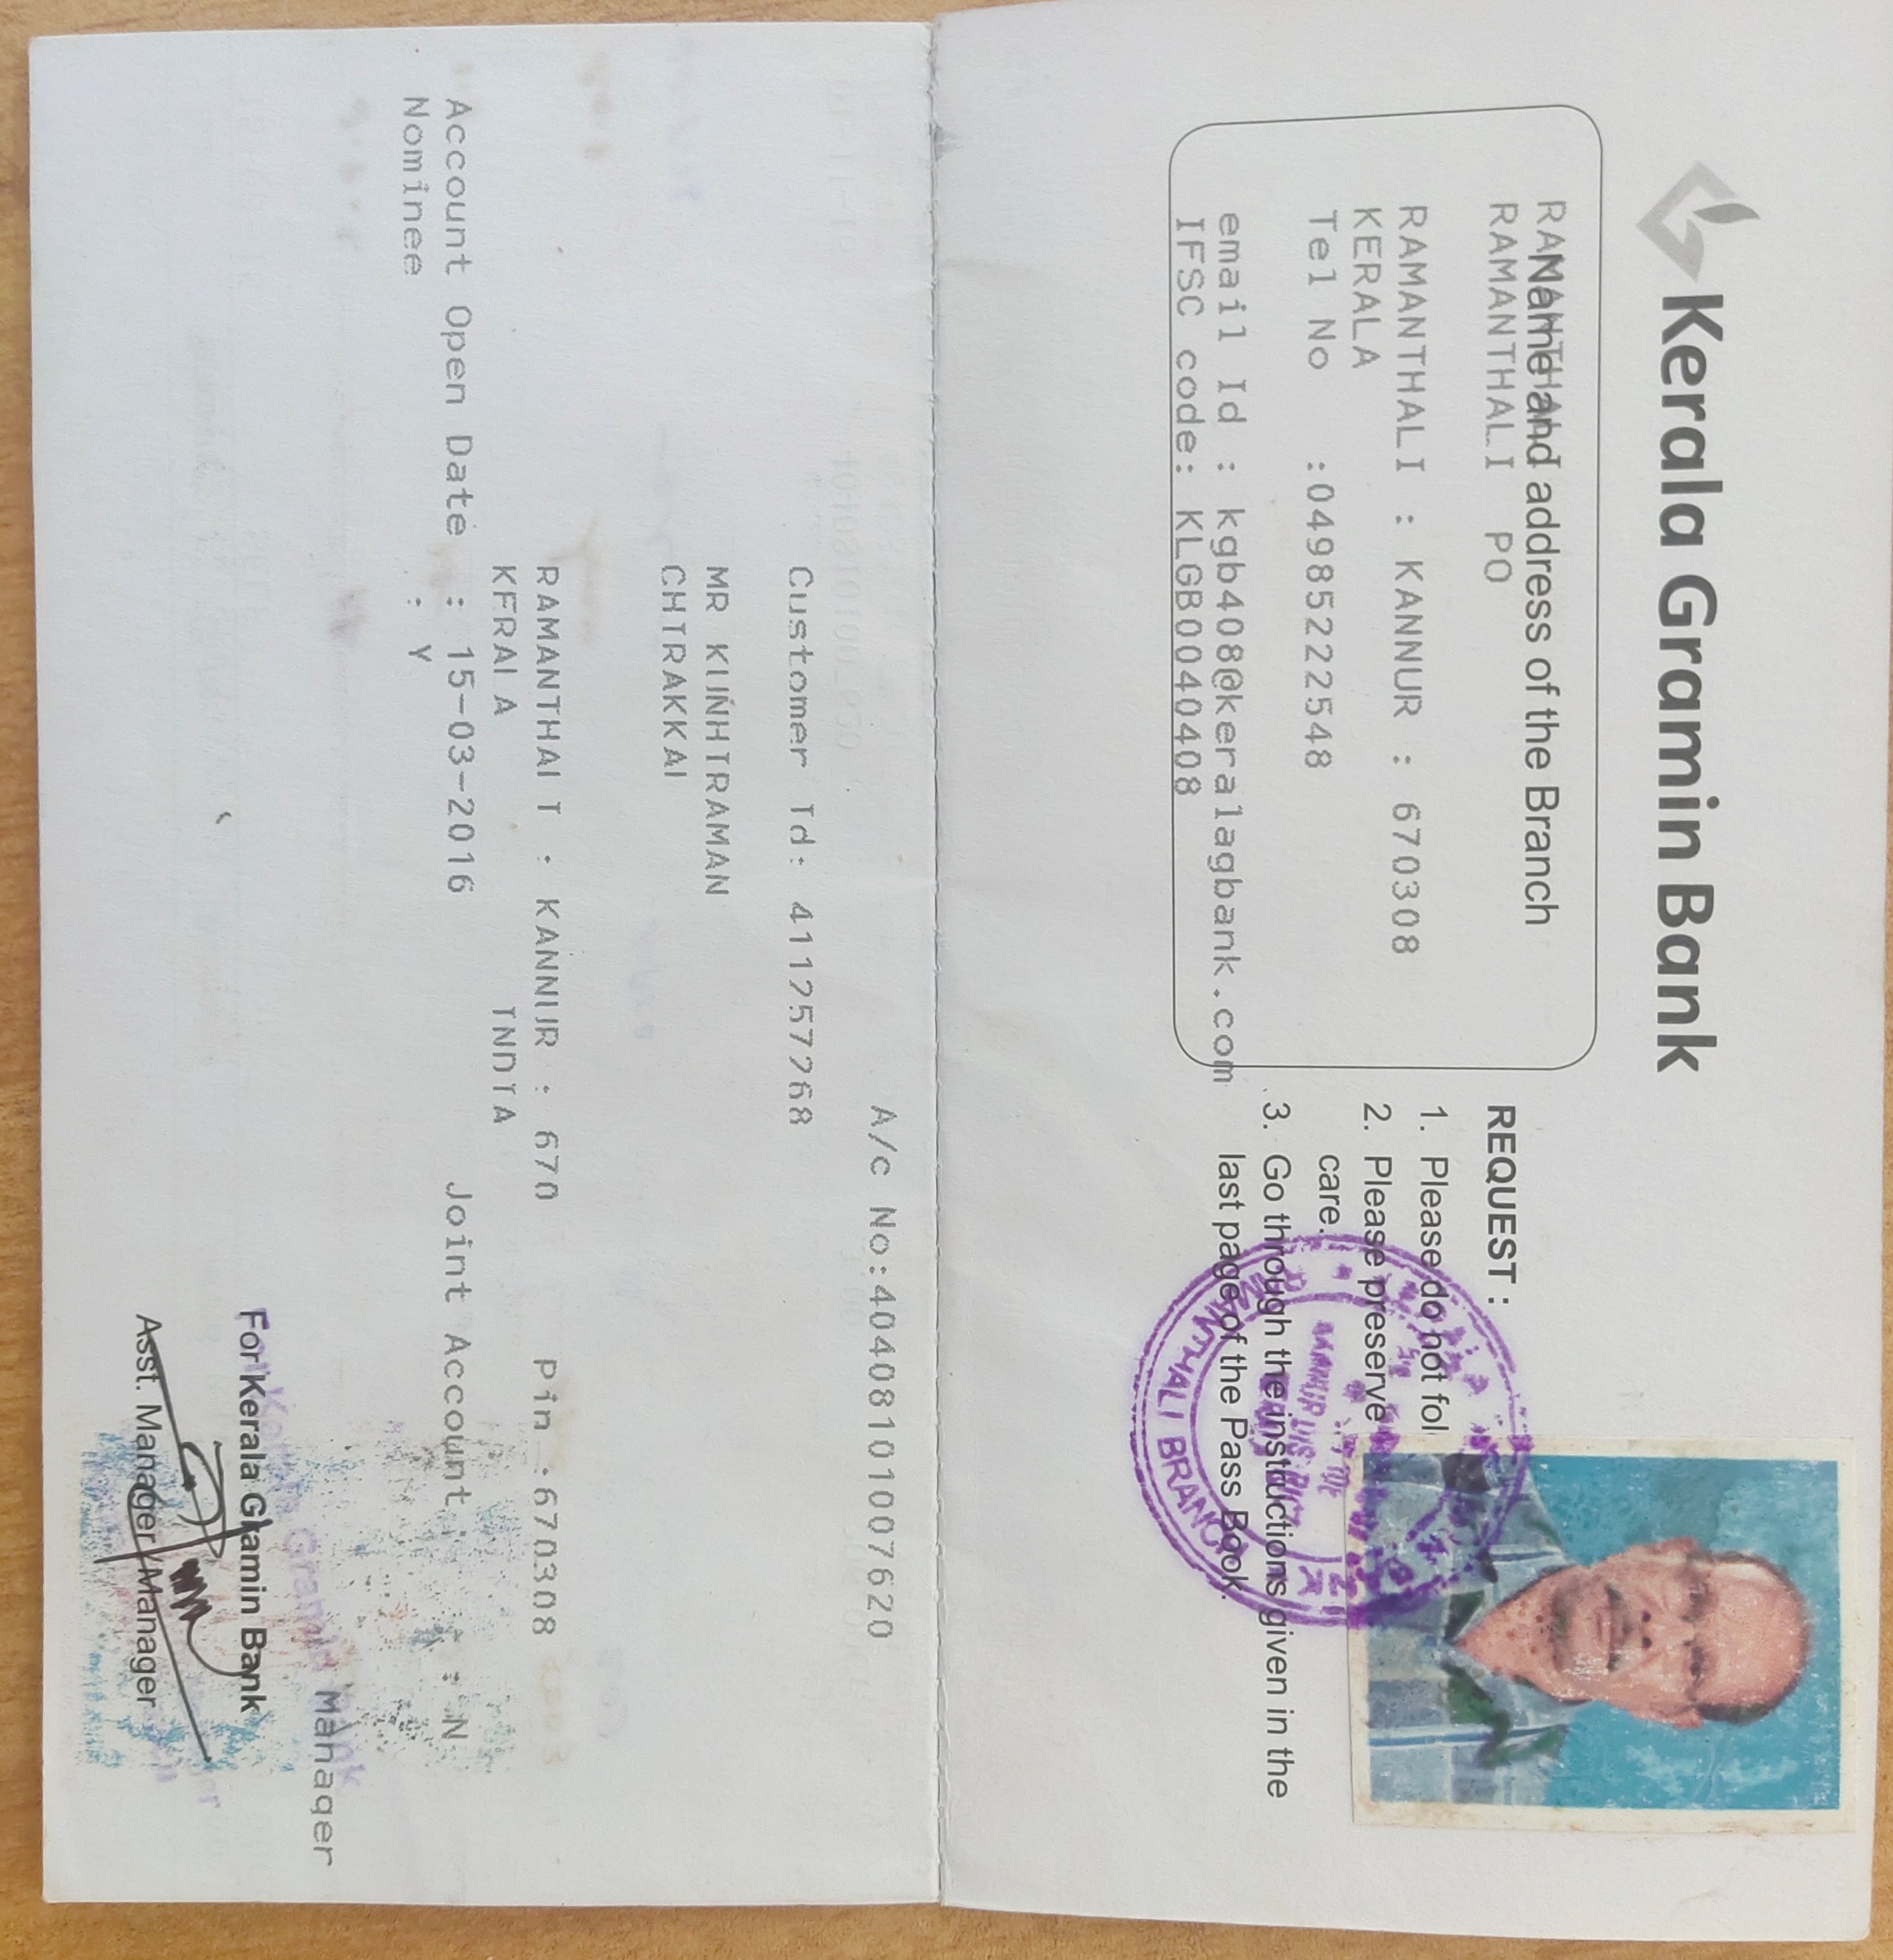 Kerala Gramin Bank
Name and address of the Branch
RAMANTHALI
RAMANTHALI PO
RAMANTHALI : KANNUR : 670308
KERALA
Tel No :04985222548
email Id : kgb408@keralagbank.com
IFSC code: KLGB0040408
REQUEST :
1. Please do not fol
2. Please preserve
care.
3. Go through the instructions given in the
last page of the Pass Book.
MANTHALI BRANCH
A/c No:40408101007620
Customer Id: 411257268
MR KUNHIRAMAN
CHIRAKKAL
RAMANTHALI : KANNUR : 670 Pin :670308
KERALA INDIA
Account Open Date : 15-03-2016 Joint Account : N
Nominee : Y
Manager
For Kerala Gramin Bank
Asst. Manager/Manager